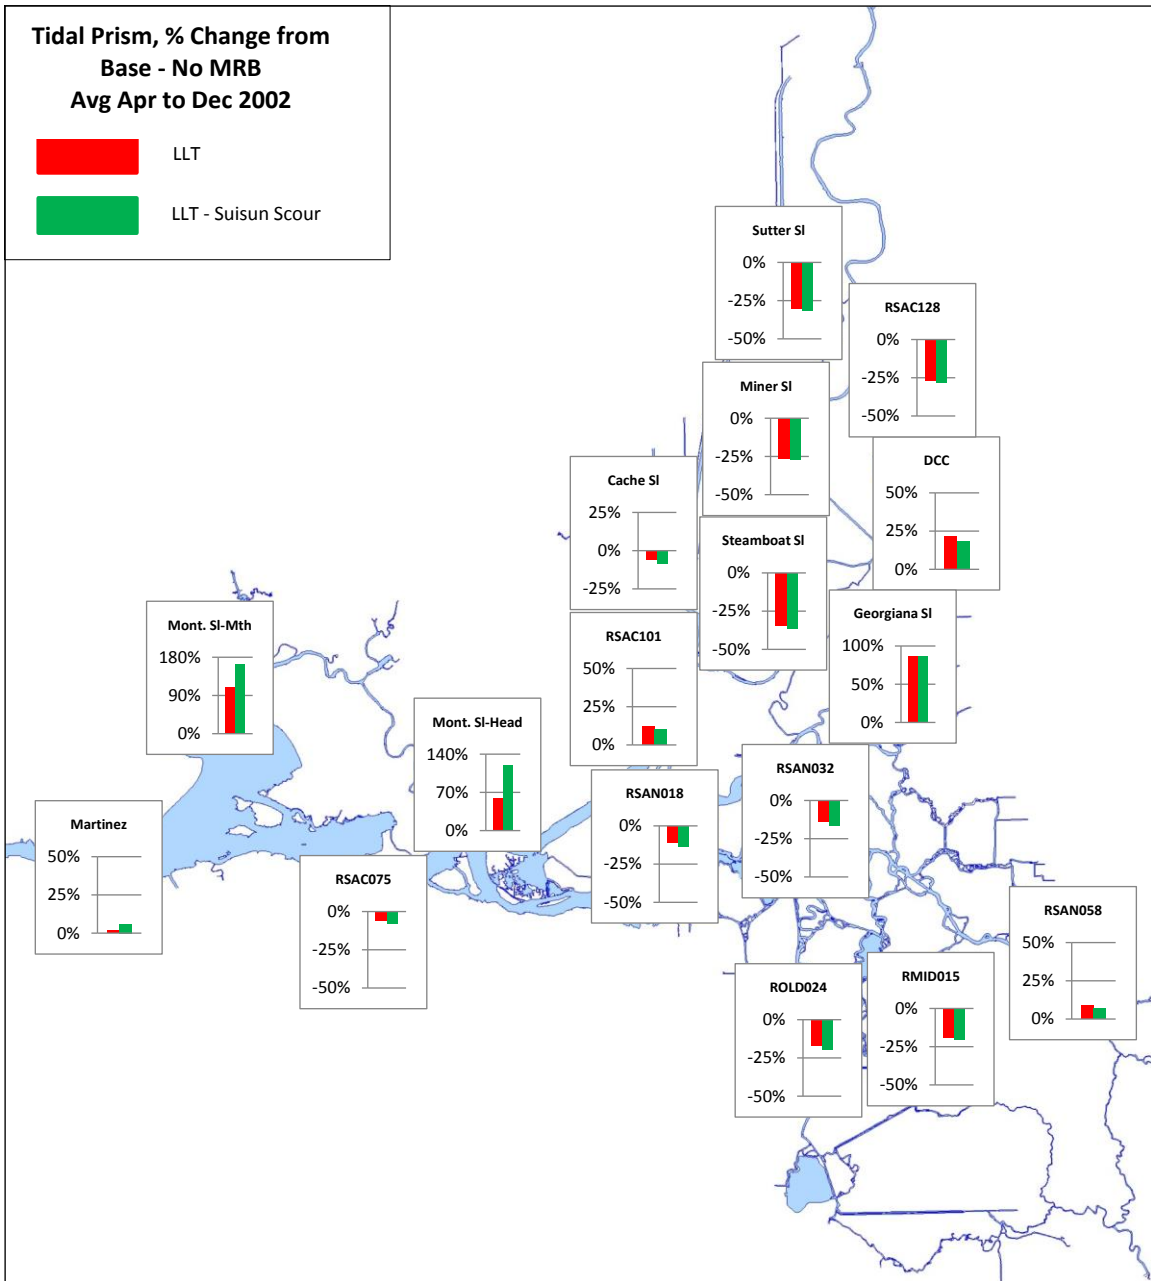 Tidal Prism, % Change from
Base - No MRB
Avg Apr to Dec 2002
LLT
LLT - Suisun Scour
Sutter Sl
0%
-25%
-50%
RSAC128
0%
-25%
-50%
Miner Sl
0%
-25%
-50%
DCC
50%
25%
0%
Cache Sl
25%
0%
-25%
Steamboat Sl
0%
-25%
-50%
Georgiana Sl
100%
50%
0%
Mont. Sl-Mth
180%
90%
0%
RSAC101
50%
25%
0%
Mont. Sl-Head
140%
70%
0%
RSAN032
0%
-25%
-50%
RSAN018
0%
-25%
-50%
Martinez
50%
25%
0%
RSAC075
0%
-25%
-50%
RSAN058
50%
25%
0%
ROLD024
0%
-25%
-50%
RMID015
0%
-25%
-50%